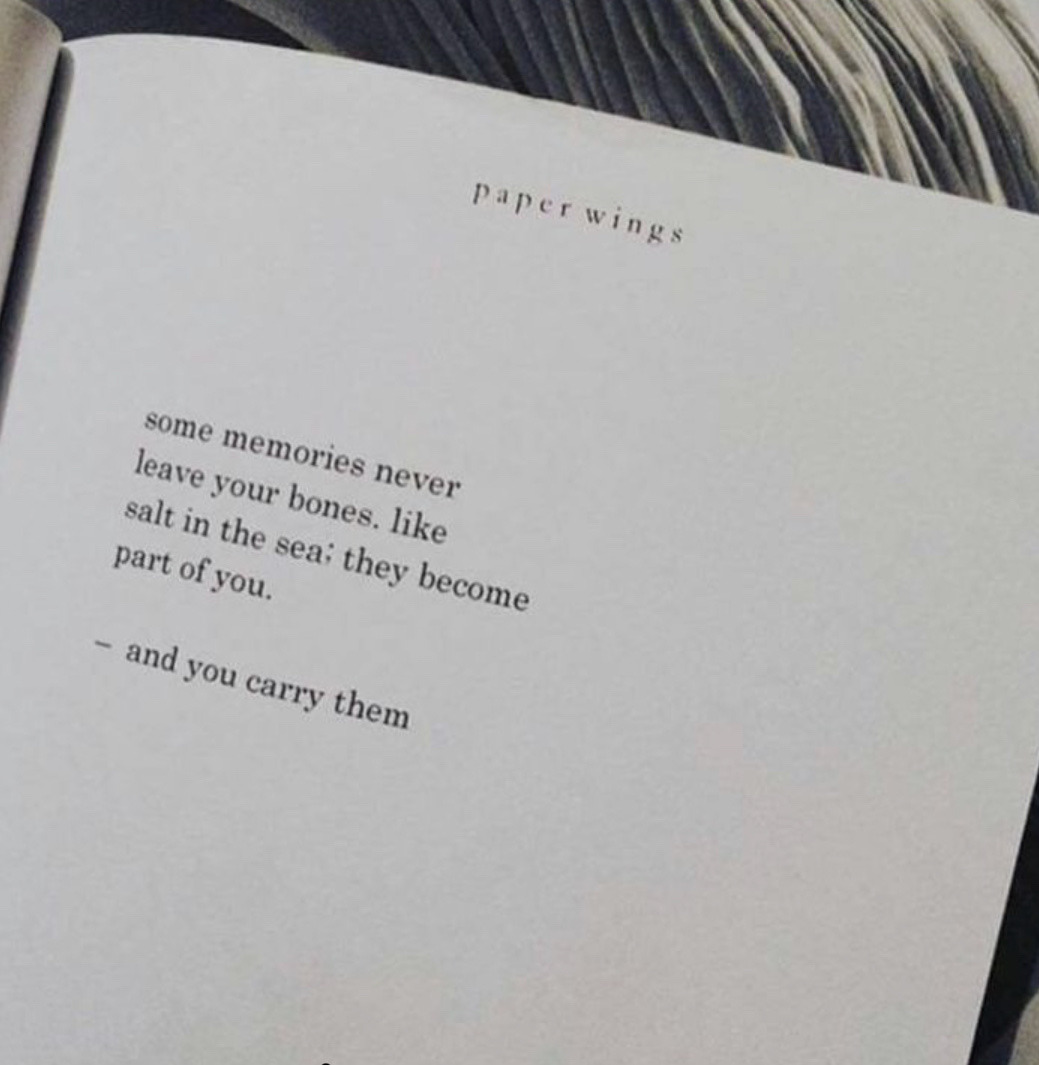 paper wings
some memories never
leave your bones. like
salt in the sea; they become
part of you.
– and you carry them